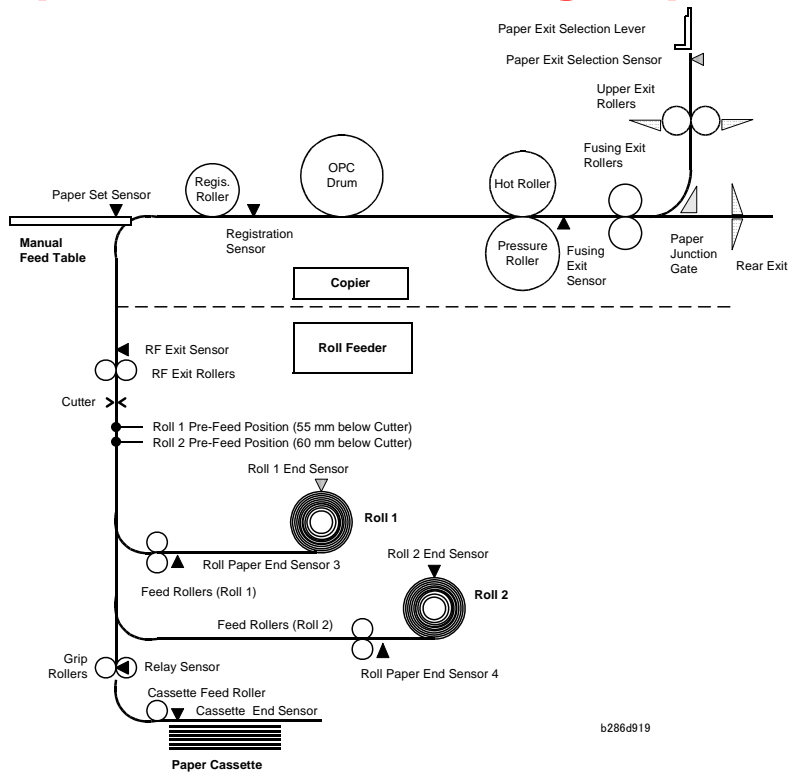 Paper Exit Selection Lever
Paper Exit Selection Sensor
Upper Exit
Rollers
Fusing Exit
Rollers
OPC
Drum
Regis.
Roller
Hot Roller
Paper Set Sensor
Registration
Sensor
Manual
Feed Table
Pressure
Roller
Fusing
Exit
Sensor
Paper
Junction
Gate
Rear Exit
Copier
Roll Feeder
RF Exit Sensor
RF Exit Rollers
Cutter
Roll 1 Pre-Feed Position (55 mm below Cutter)
Roll 2 Pre-Feed Position (60 mm below Cutter)
Roll 1 End Sensor
Roll 1
Roll Paper End Sensor 3
Roll 2 End Sensor
Feed Rollers (Roll 1)
Roll 2
Feed Rollers (Roll 2)
Grip
Rollers
Relay Sensor
Roll Paper End Sensor 4
Cassette Feed Roller
Cassette End Sensor
b286d919
Paper Cassette